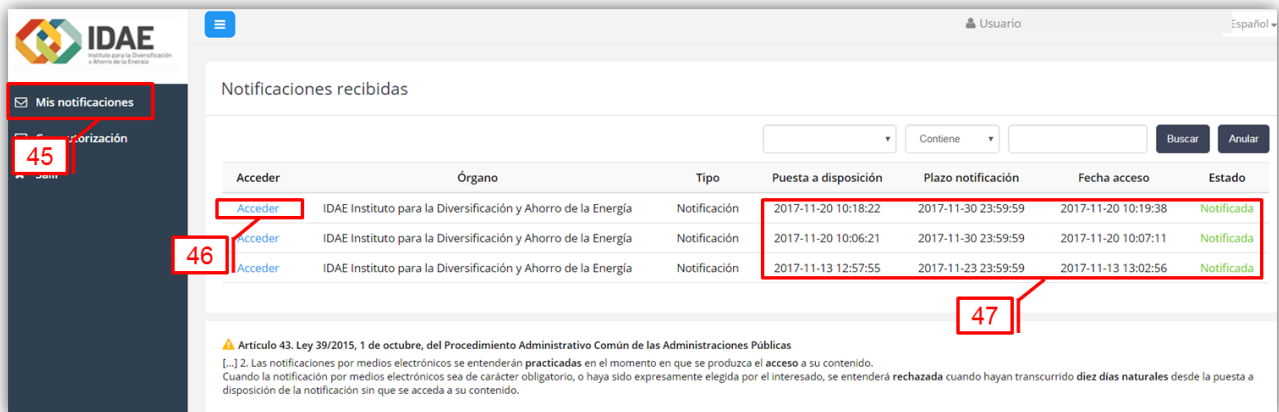 IDAE
Instituto para la Diversificación
y Ahorro de la Energía
Usuario:
Español
Mis notificaciones
autorización
45
Notificaciones recibidas
Contiene
Buscar
Anular
Acceder Órgano Tipo Puesta a disposición Plazo notificación Fecha acceso Estado
Acceder IDAE Instituto para la Diversificación y Ahorro de la Energía Notificación 2017-11-20 10:18:22 2017-11-30 23:59:59 2017-11-20 10:19:38 Notificada
Acceder IDAE Instituto para la Diversificación y Ahorro de la Energía Notificación 2017-11-20 10:06:21 2017-11-30 23:59:59 2017-11-20 10:07:11 Notificada
46
Acceder IDAE Instituto para la Diversificación y Ahorro de la Energía Notificación 2017-11-13 12:57:55 2017-11-23 23:59:59 2017-11-13 13:02:56 Notificada
47
Artículo 43. Ley 39/2015, 1 de octubre, del Procedimiento Administrativo Común de las Administraciones Públicas
[...] 2. Las notificaciones por medios electrónicos se entenderán practicadas en el momento en que se produzca el acceso a su contenido.
Cuando la notificación por medios electrónicos sea de carácter obligatorio, o haya sido expresamente elegida por el interesado, se entenderá rechazada cuando hayan transcurrido diez días naturales desde la puesta a
disposición de la notificación sin que se acceda a su contenido.